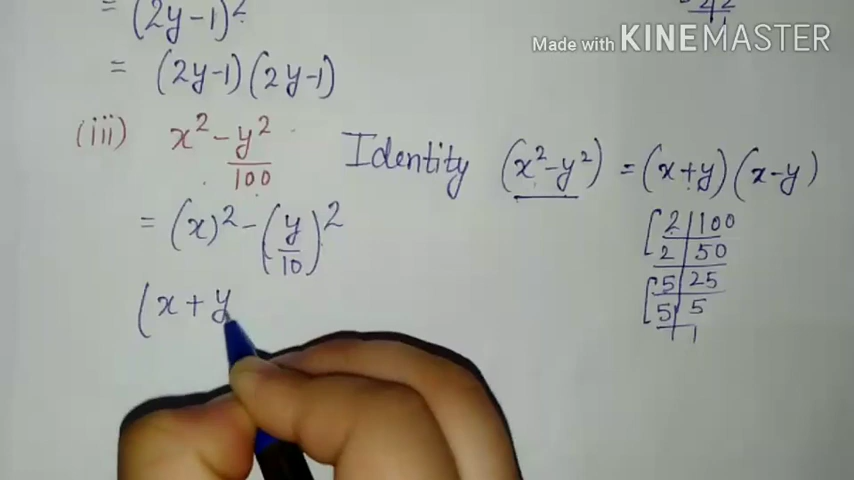 = (2y-1)²
Made with KINEMASTER
= (2y-1)(2y-1)
(iii) x² - y²/100
Identity (x²-y²) = (x+y)(x-y)
= (x)² - (y/10)²
(x+y
2|100
2|50
5|25
5|5
1